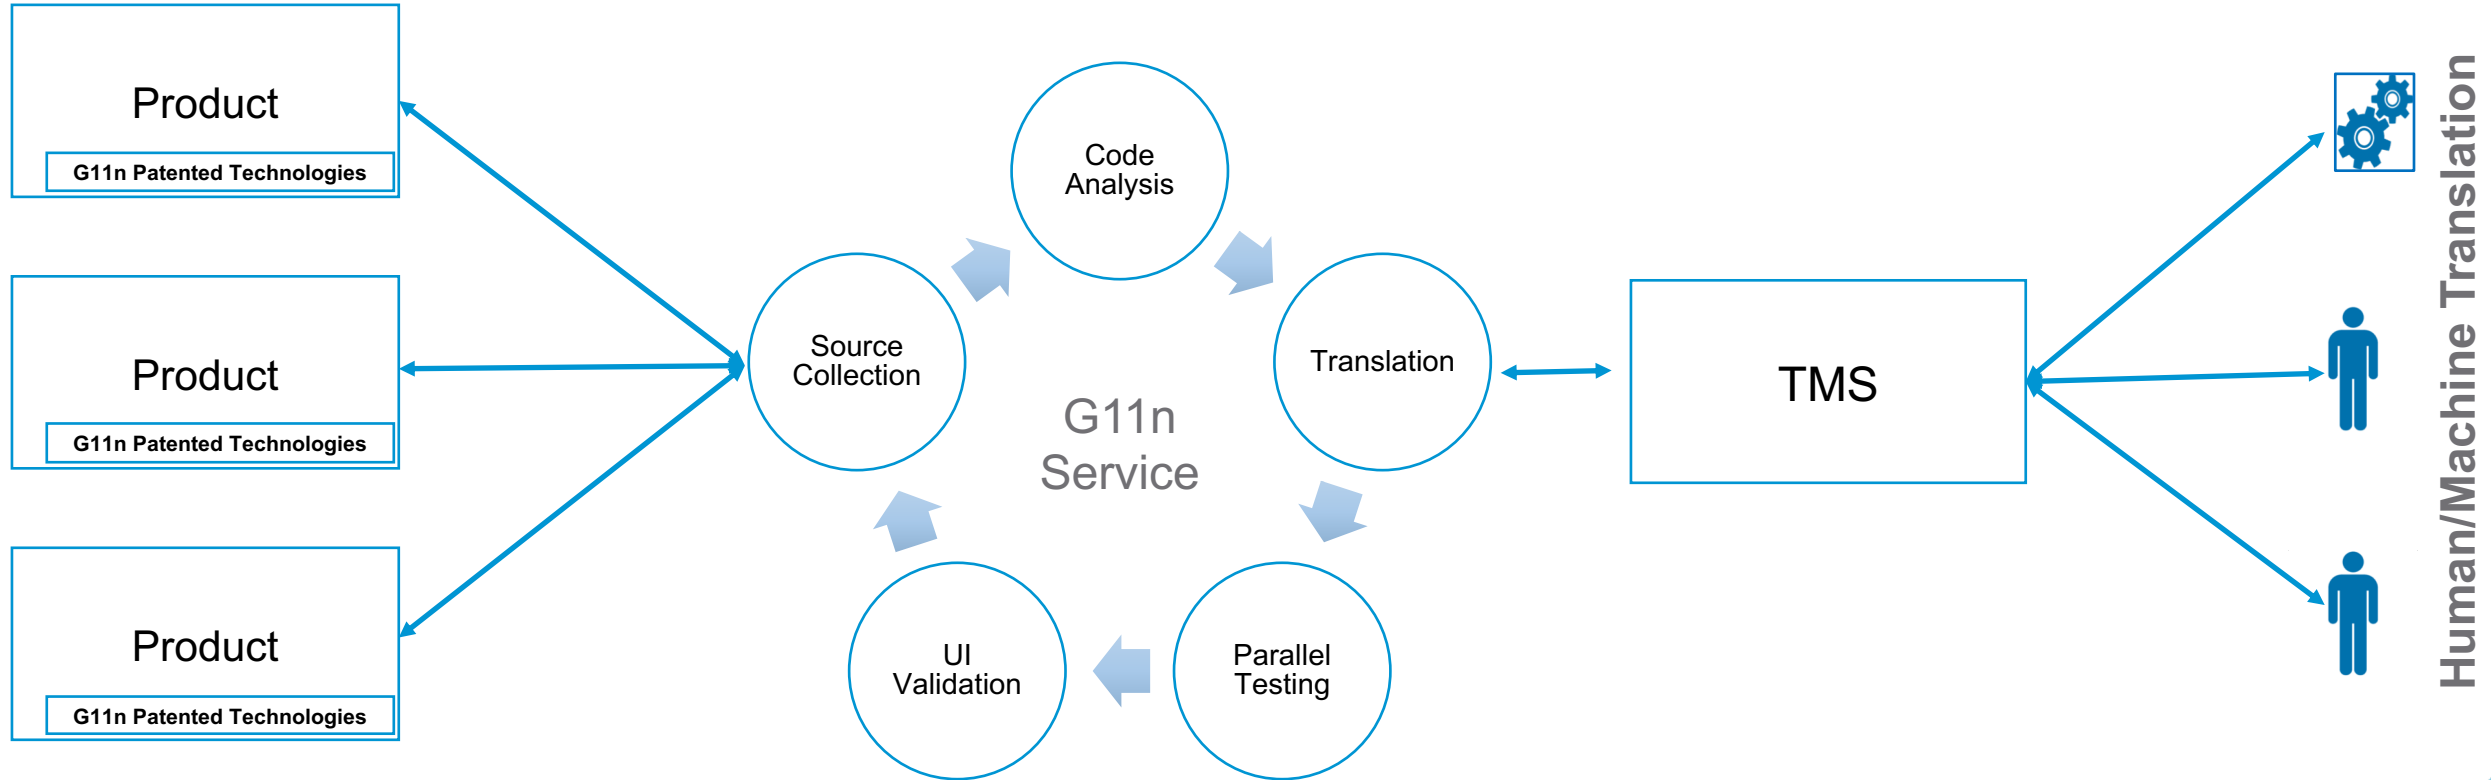 Product
G11n Patented Technologies
Product
G11n Patented Technologies
Product
G11n Patented Technologies
Code
Analysis
Source
Collection
Translation
G11n
Service
UI
Validation
Parallel
Testing
TMS
Human/Machine Translation